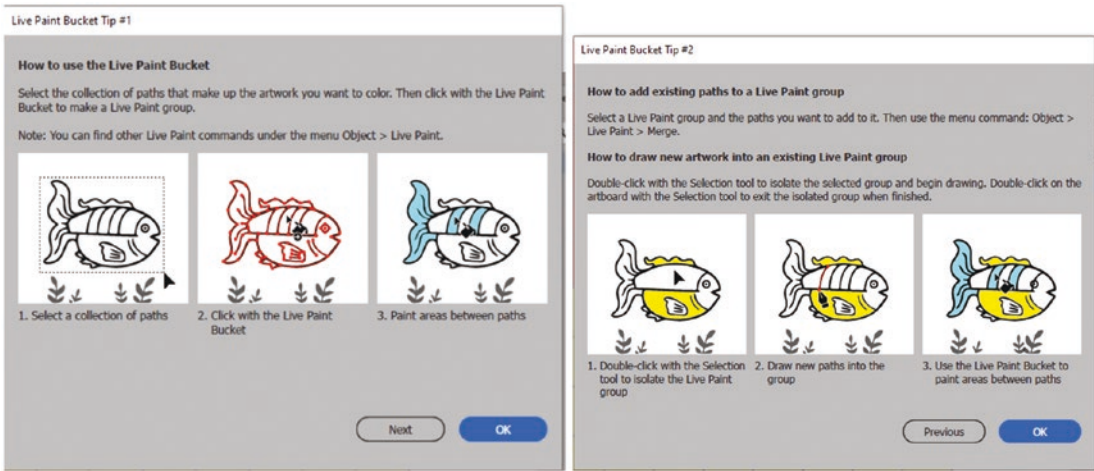 Live Paint Bucket Tip #1
How to use the Live Paint Bucket
Select the collection of paths that make up the artwork you want to color. Then click with the Live Paint
Bucket to make a Live Paint group.
Note: You can find other Live Paint commands under the menu Object > Live Paint.
1. Select a collection of paths
2. Click with the Live Paint
Bucket
3. Paint areas between paths
Next
OK
Live Paint Bucket Tip #2
How to add existing paths to a Live Paint group
Select a Live Paint group and the paths you want to add to it. Then use the menu command: Object >
Live Paint > Merge.
How to draw new artwork into an existing Live Paint group
Double-click with the Selection tool to isolate the selected group and begin drawing. Double-click on the
artboard with the Selection tool to exit the isolated group when finished.
1. Double-click with the Selection
tool to isolate the Live Paint
group
2. Draw new paths into the
group
3. Use the Live Paint Bucket to
paint areas between paths
Previous
OK